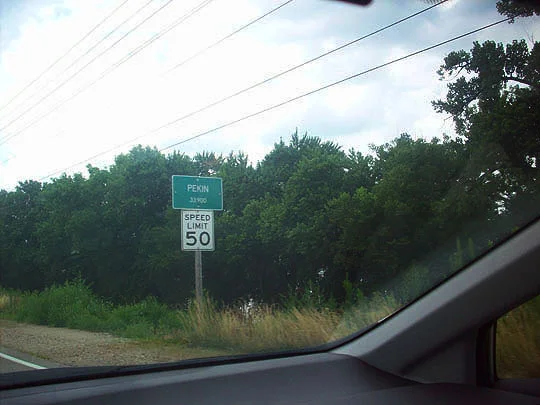 PEKIN
33900
SPEED
LIMIT
50